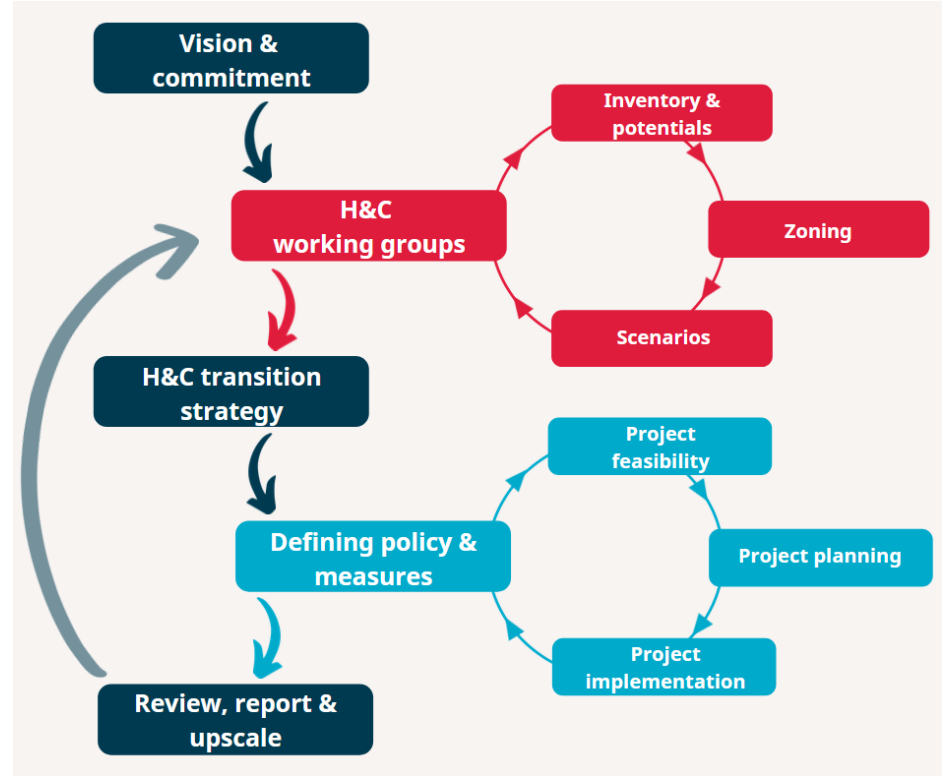 Vision &
commitment
Inventory &
potentials
H&C
working groups
Zoning
Scenarios
H&C transition
strategy
Project
feasibility
Defining policy &
measures
Project planning
Project
implementation
Review, report &
upscale